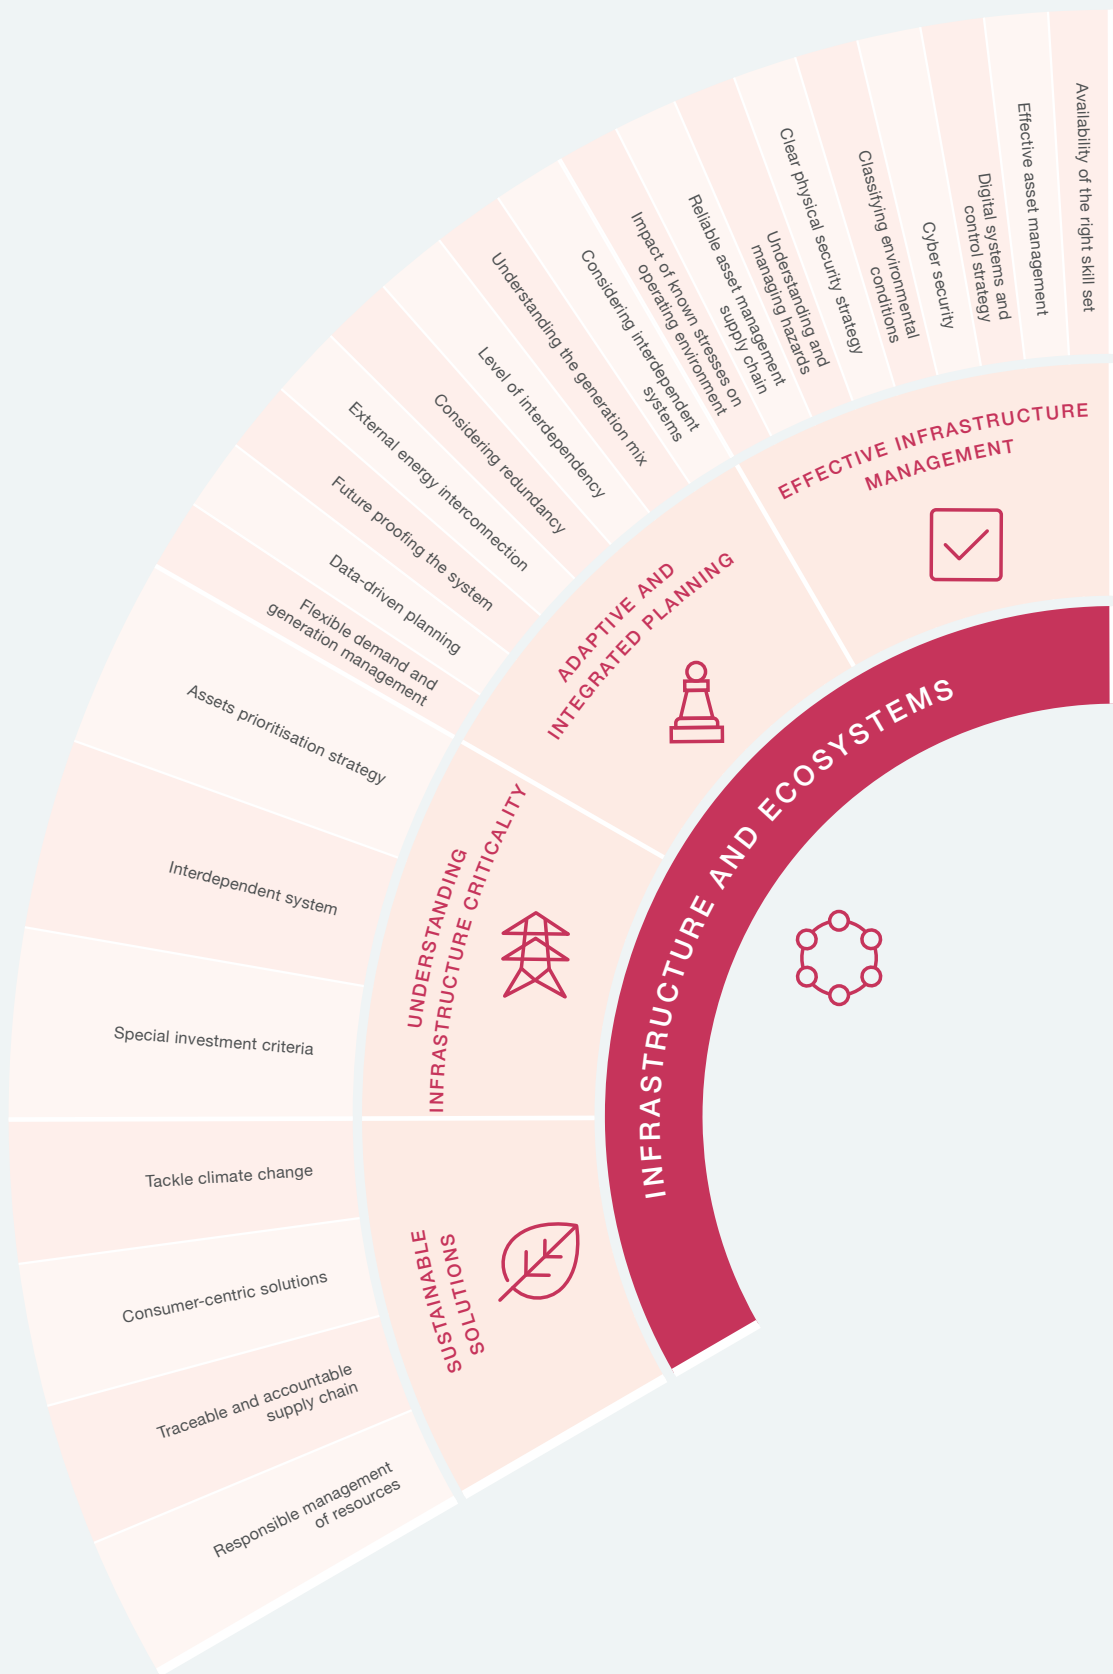 INFRASTRUCTURE AND ECOSYSTEMS
EFFECTIVE INFRASTRUCTURE
MANAGEMENT
Availability of the right skill set
Effective asset management
Digital systems and
control strategy
Cyber security
Classifying environmental
conditions
Clear physical security strategy
Understanding and
managing hazards
Reliable asset management
supply chain
Impact of known stresses on
operating environment
ADAPTIVE AND
INTEGRATED PLANNING
Considering interdependent
systems
Understanding the generation mix
Level of interdependency
Considering redundancy
External energy interconnection
Future proofing the system
Data-driven planning
Flexible demand and
generation management
UNDERSTANDING
INFRASTRUCTURE CRITICALITY
Assets prioritisation strategy
Interdependent system
Special investment criteria
SUSTAINABLE
SOLUTIONS
Tackle climate change
Consumer-centric solutions
Traceable and accountable
supply chain
Responsible management
of resources